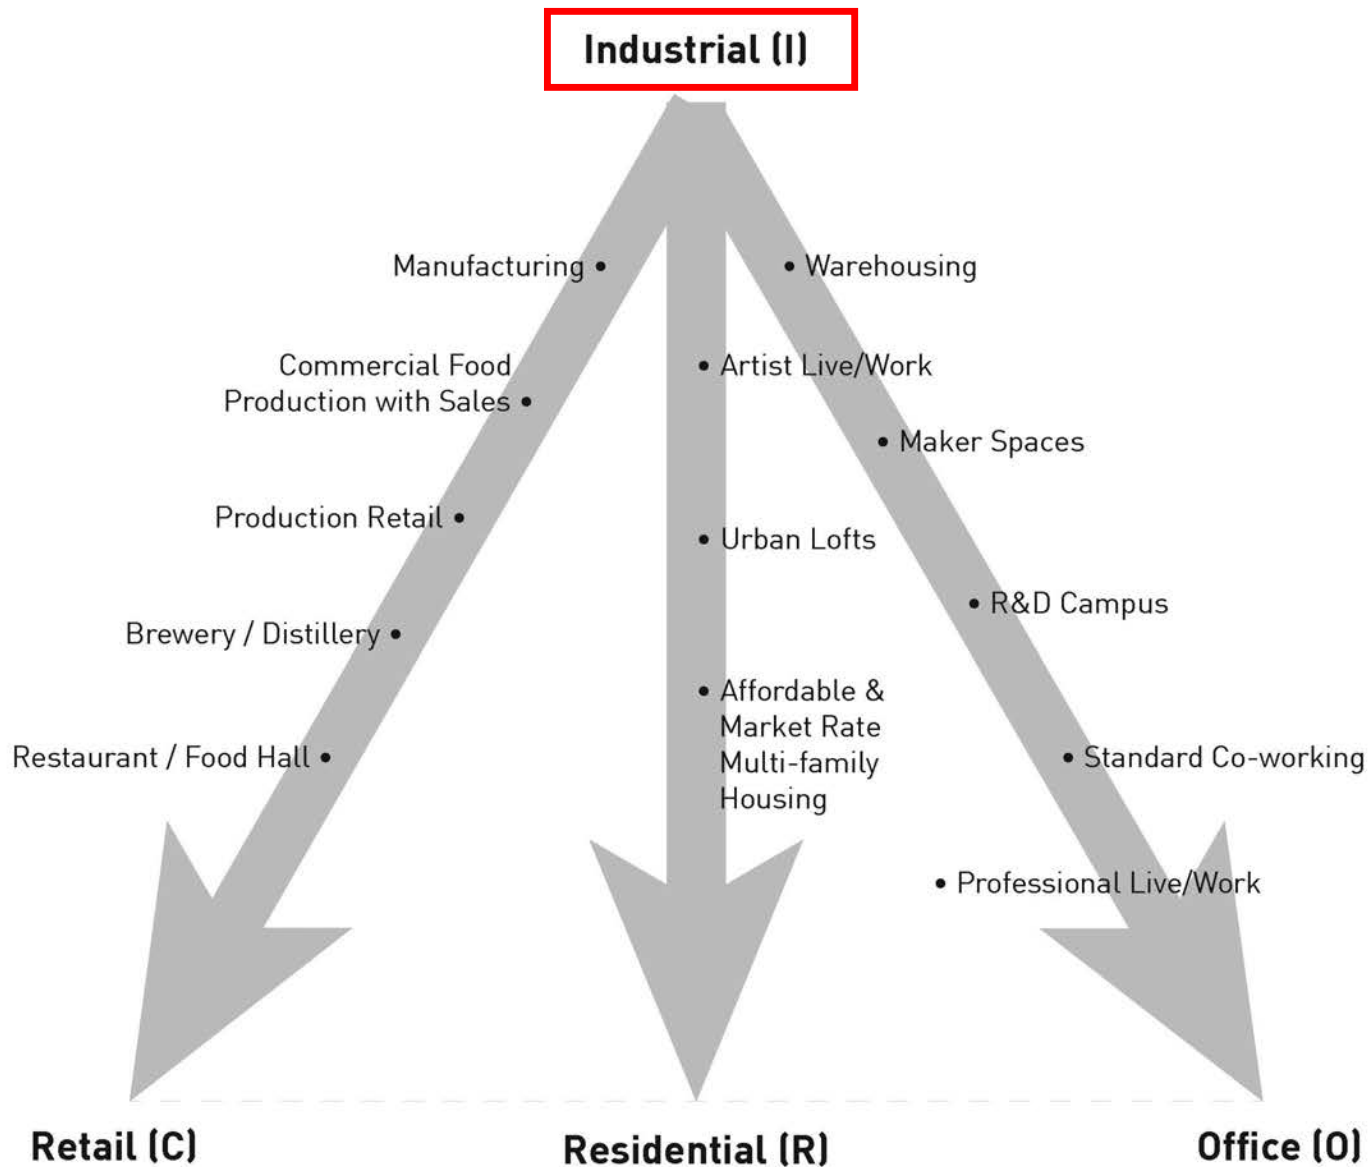 Industrial (I)
Manufacturing
Warehousing
Commercial Food
Production with Sales
Artist Live/Work
Maker Spaces
Production Retail
Urban Lofts
R&D Campus
Brewery / Distillery
Affordable &
Market Rate
Multi-family
Housing
Restaurant / Food Hall
Standard Co-working
Professional Live/Work
Retail (C)
Residential (R)
Office (O)